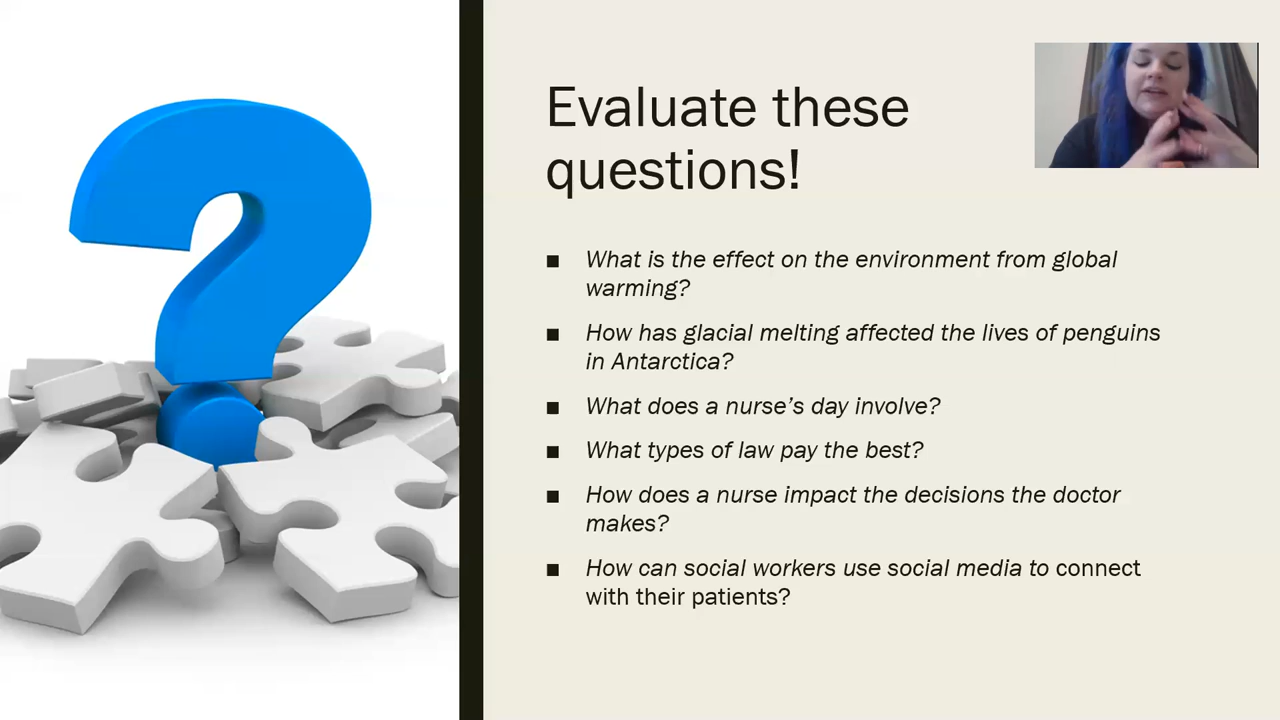 Evaluate these
questions!
■ What is the effect on the environment from global
warming?
■ How has glacial melting affected the lives of penguins
in Antarctica?
■ What does a nurse’s day involve?
■ What types of law pay the best?
■ How does a nurse impact the decisions the doctor
makes?
■ How can social workers use social media to connect
with their patients?